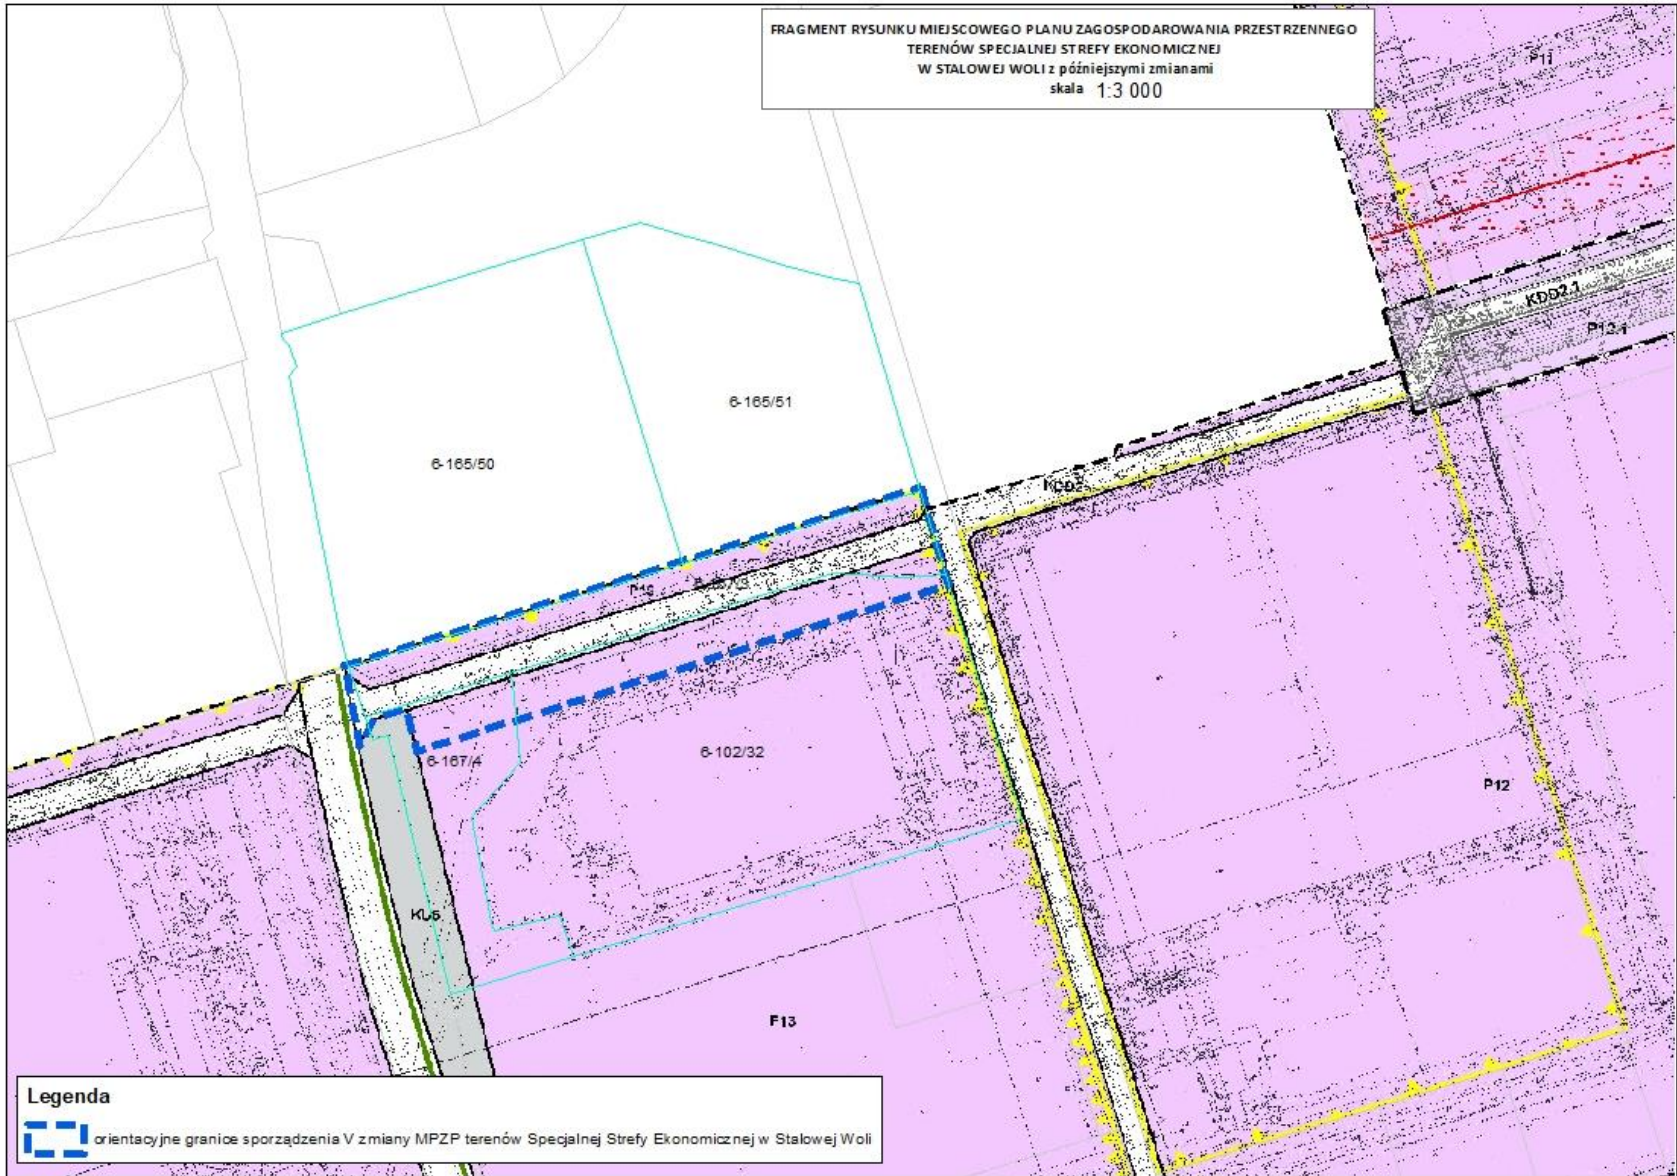 FRAGMENT RYSUNKU MIEJSCOWEGO PLANU ZAGOSPODAROWANIA PRZESTRZENNEGO
TERENÓW SPECJALNEJ STREFY EKONOMICZNEJ
W STALOWEJ WOLI z późniejszymi zmianami
skala 1:3 000
P11
KDD2.1
P12.1
6-165/51
6-165/50
6-102/32
6-167/4
P12
KL5
F13
Legenda
orientacyjne granice sporządzenia V zmiany MPZP terenów Specjalnej Strefy Ekonomicznej w Stalowej Woli